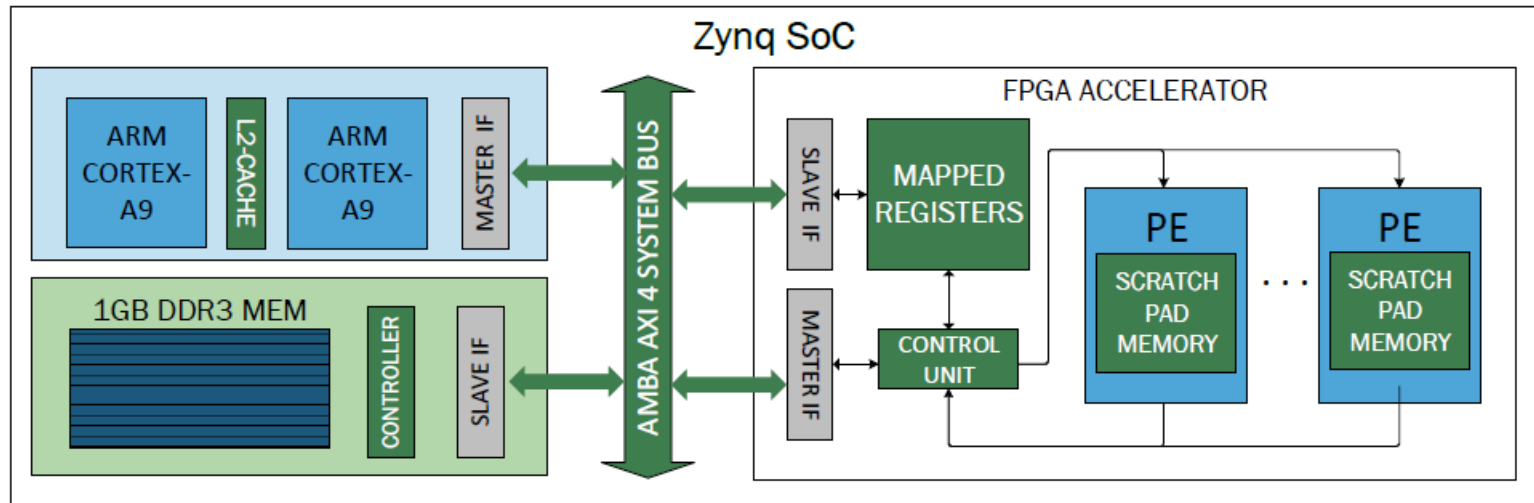 Zynq SoC
ARM
CORTEX-
A9
L2-CACHE
ARM
CORTEX-
A9
MASTER IF
1GB DDR3 MEM
CONTROLLER
SLAVE IF
AMBA AXI 4 SYSTEM BUS
FPGA ACCELERATOR
SLAVE IF
MAPPED
REGISTERS
MASTER IF
CONTROL
UNIT
PE
SCRATCH
PAD
MEMORY
. . .
PE
SCRATCH
PAD
MEMORY